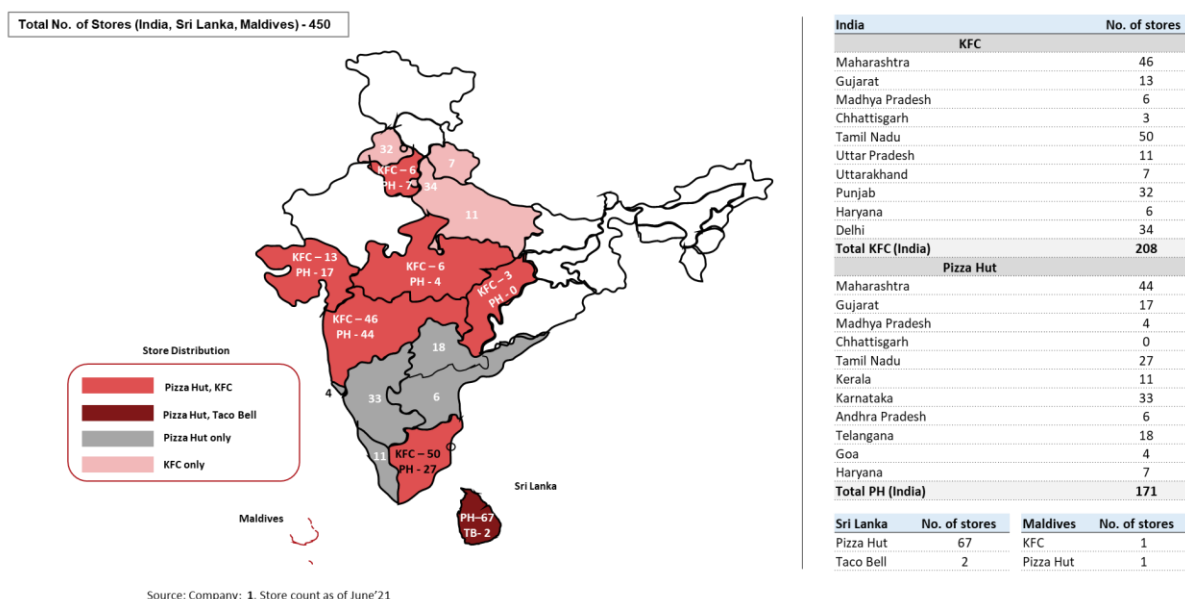 Total No. of Stores (India, Sri Lanka, Maldives) - 450
32
7
KFC – 6
PH - 7
34
11
KFC – 13
PH - 17
KFC – 6
PH - 4
KFC – 3
PH - 0
KFC – 46
PH - 44
18
4
33
6
11
KFC – 50
PH - 27
Sri Lanka
PH–67
TB- 2
Maldives
Store Distribution
Pizza Hut, KFC
Pizza Hut, Taco Bell
Pizza Hut only
KFC only
Source: Company; 1. Store count as of June'21
India No. of stores
KFC
Maharashtra 46
Gujarat 13
Madhya Pradesh 6
Chhattisgarh 3
Tamil Nadu 50
Uttar Pradesh 11
Uttarakhand 7
Punjab 32
Haryana 6
Delhi 34
Total KFC (India) 208
Pizza Hut
Maharashtra 44
Gujarat 17
Madhya Pradesh 4
Chhattisgarh 0
Tamil Nadu 27
Kerala 11
Karnataka 33
Andhra Pradesh 6
Telangana 18
Goa 4
Haryana 7
Total PH (India) 171
Sri Lanka No. of stores
Pizza Hut 67
Taco Bell 2
Maldives No. of stores
KFC 1
Pizza Hut 1